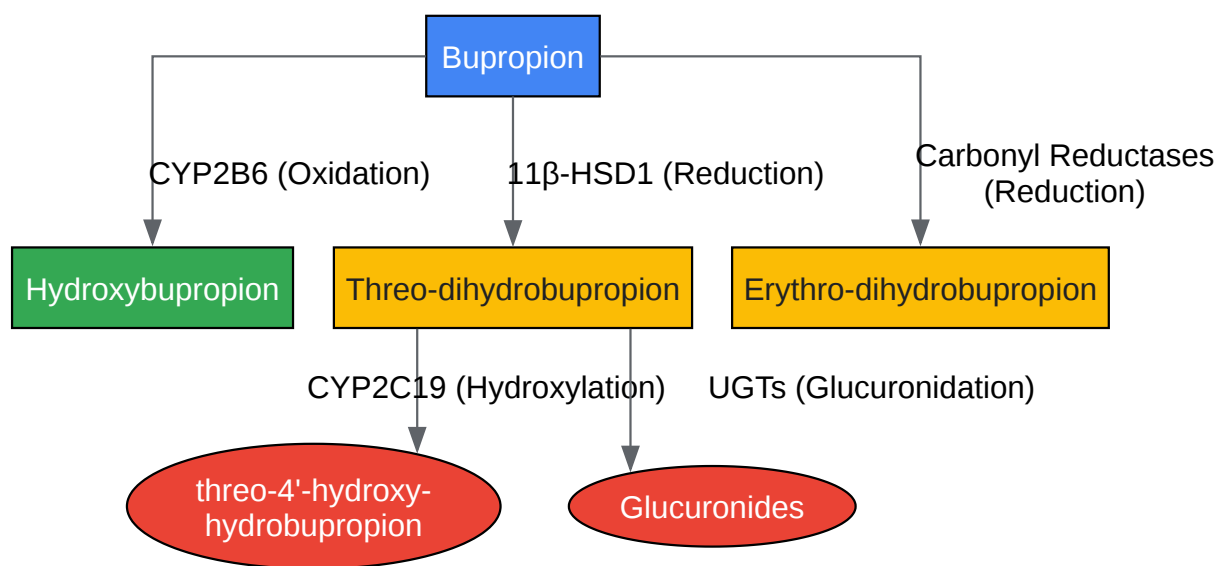 Bupropion
CYP2B6 (Oxidation)
11β-HSD1 (Reduction)
Carbonyl Reductases
(Reduction)
Hydroxybupropion
Threo-dihydrobupropion
Erythro-dihydrobupropion
CYP2C19 (Hydroxylation)
UGTs (Glucuronidation)
threo-4'-hydroxy-
hydrobupropion
Glucuronides